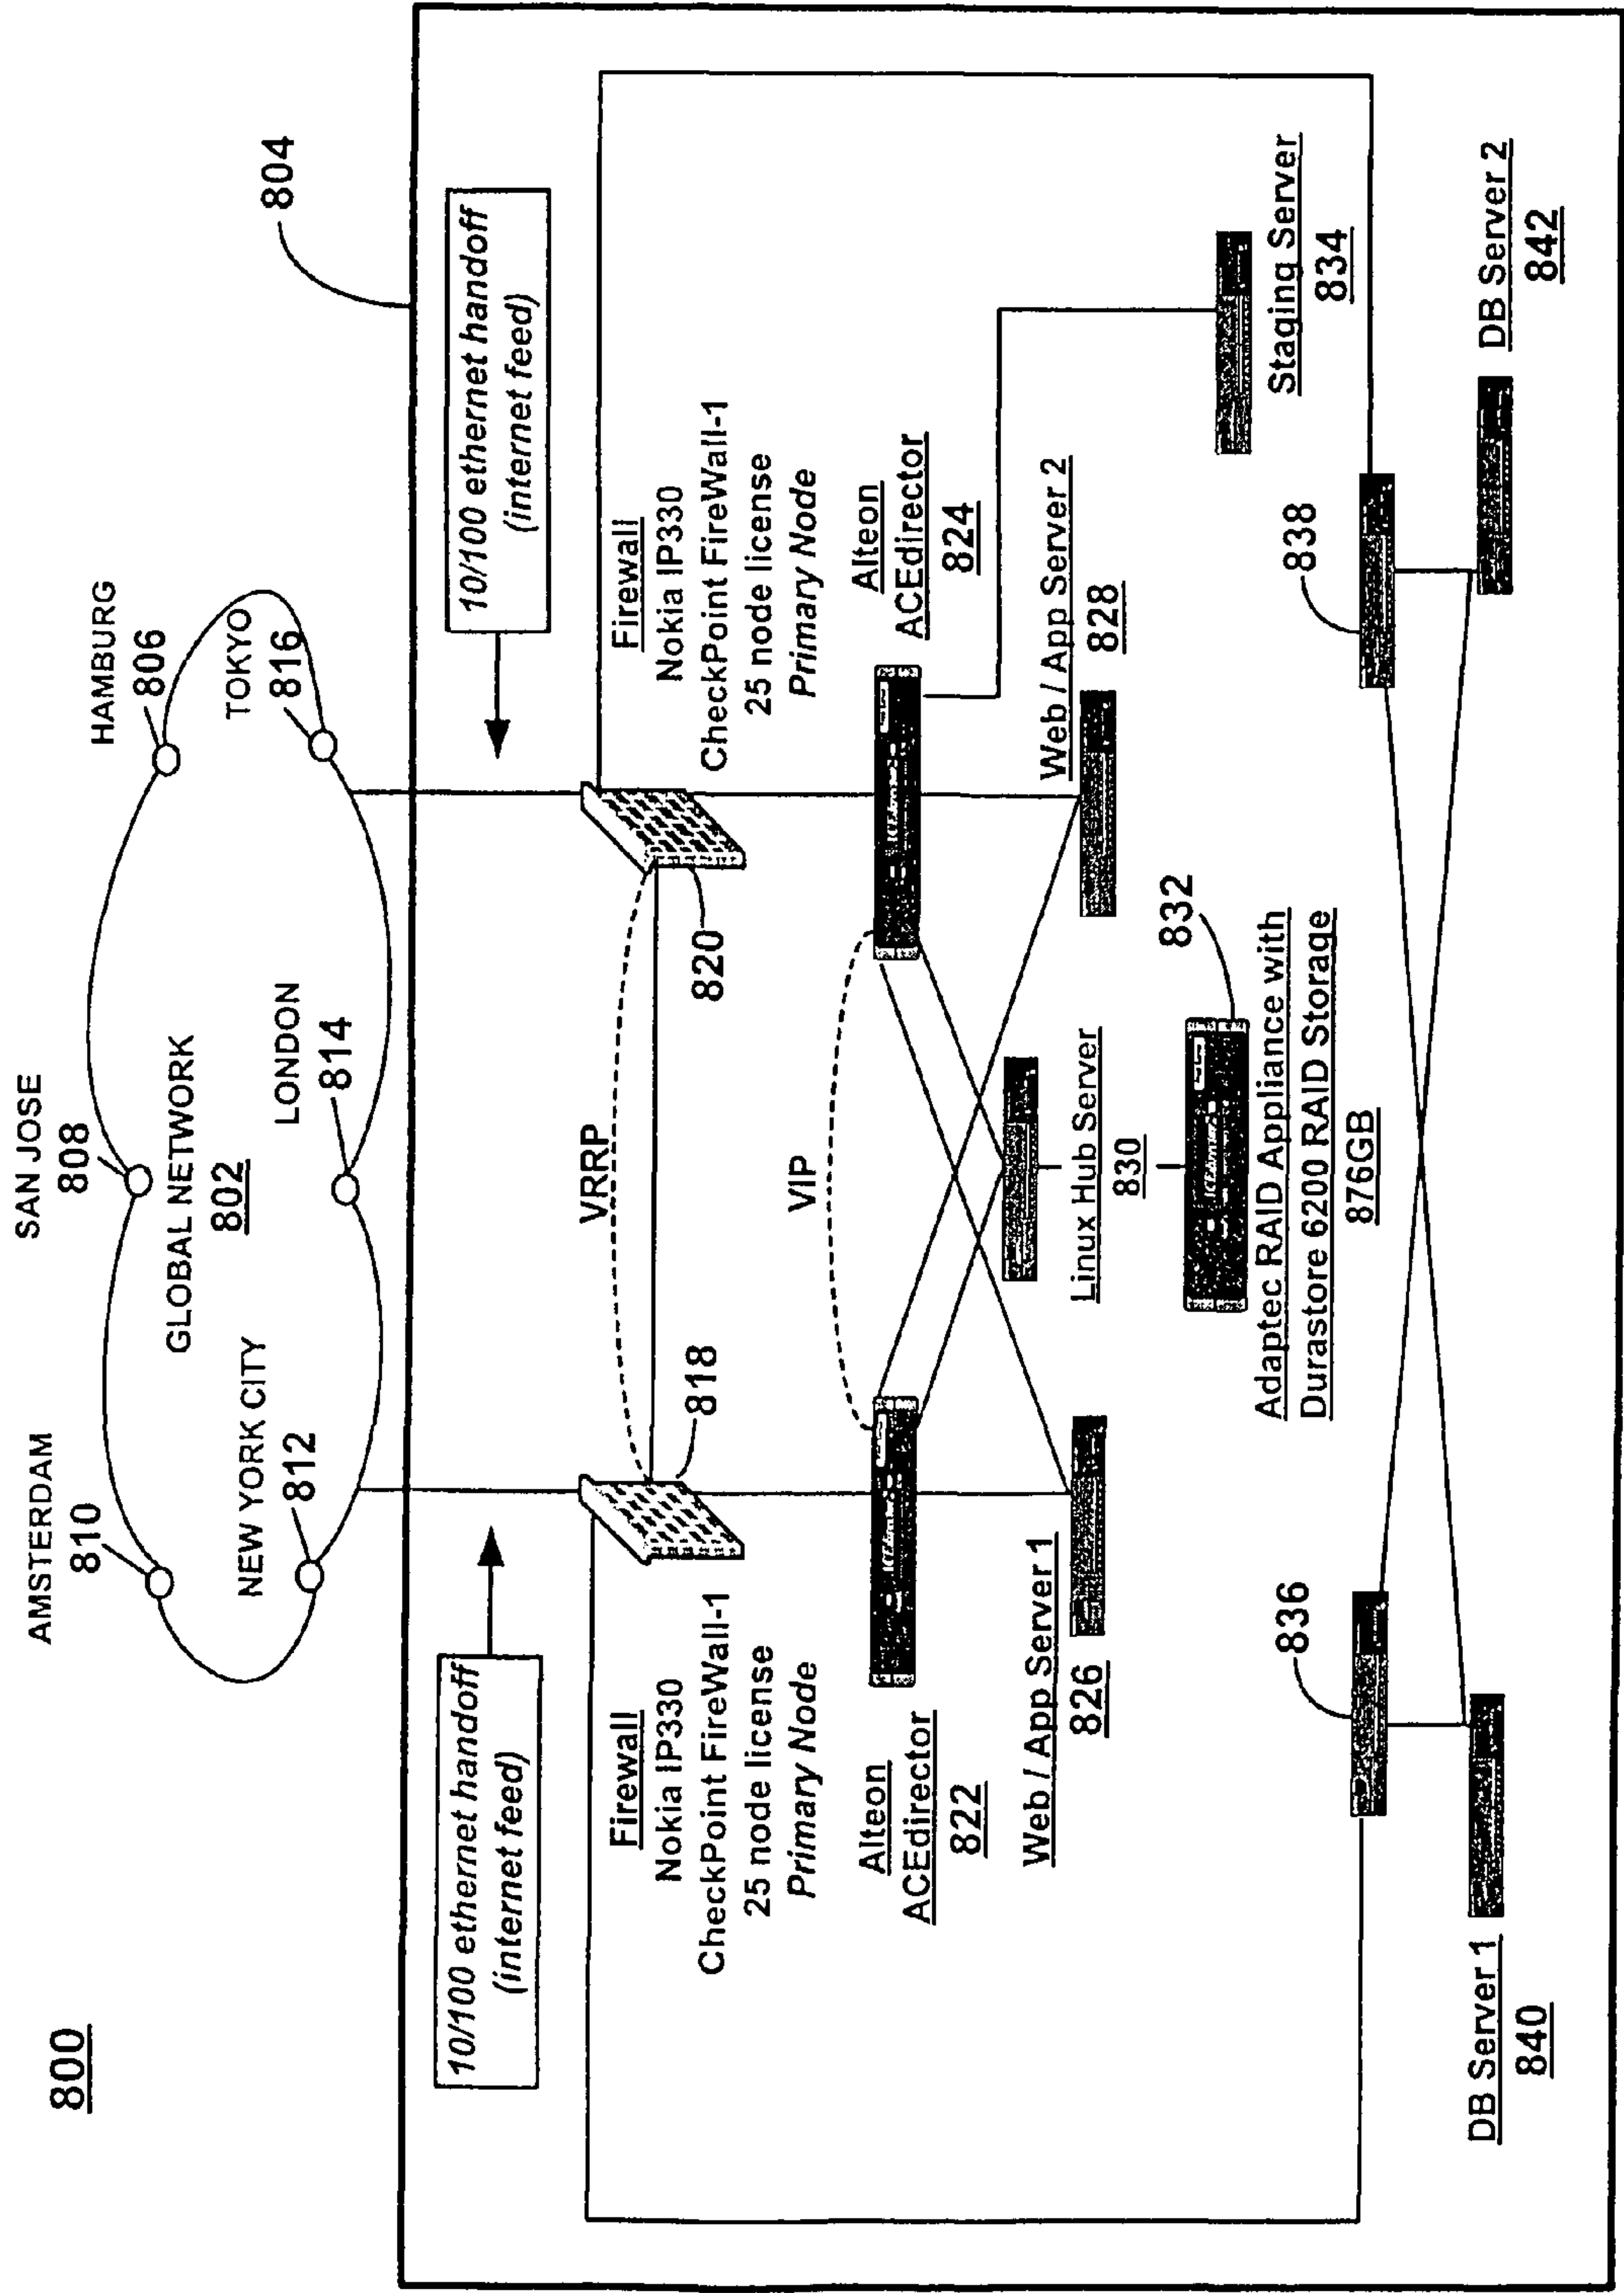 800
AMSTERDAM
810
SAN JOSE
808
HAMBURG
806
GLOBAL NETWORK
802
NEW YORK CITY
812
LONDON
814
TOKYO
816
804
10/100 ethernet handoff
(internet feed)
10/100 ethernet handoff
(internet feed)
Firewall
Nokia IP330
CheckPoint FireWall-1
25 node license
Primary Node
818
VRRP
820
Firewall
Nokia IP330
CheckPoint FireWall-1
25 node license
Primary Node
Alteon
ACEdirector
822
VIP
Alteon
ACEdirector
824
Web / App Server 1
826
Linux Hub Server
830
Web / App Server 2
828
832
Adaptec RAID Appliance with
Durastore 6200 RAID Storage
876GB
Staging Server
834
836
838
DB Server 1
840
DB Server 2
842